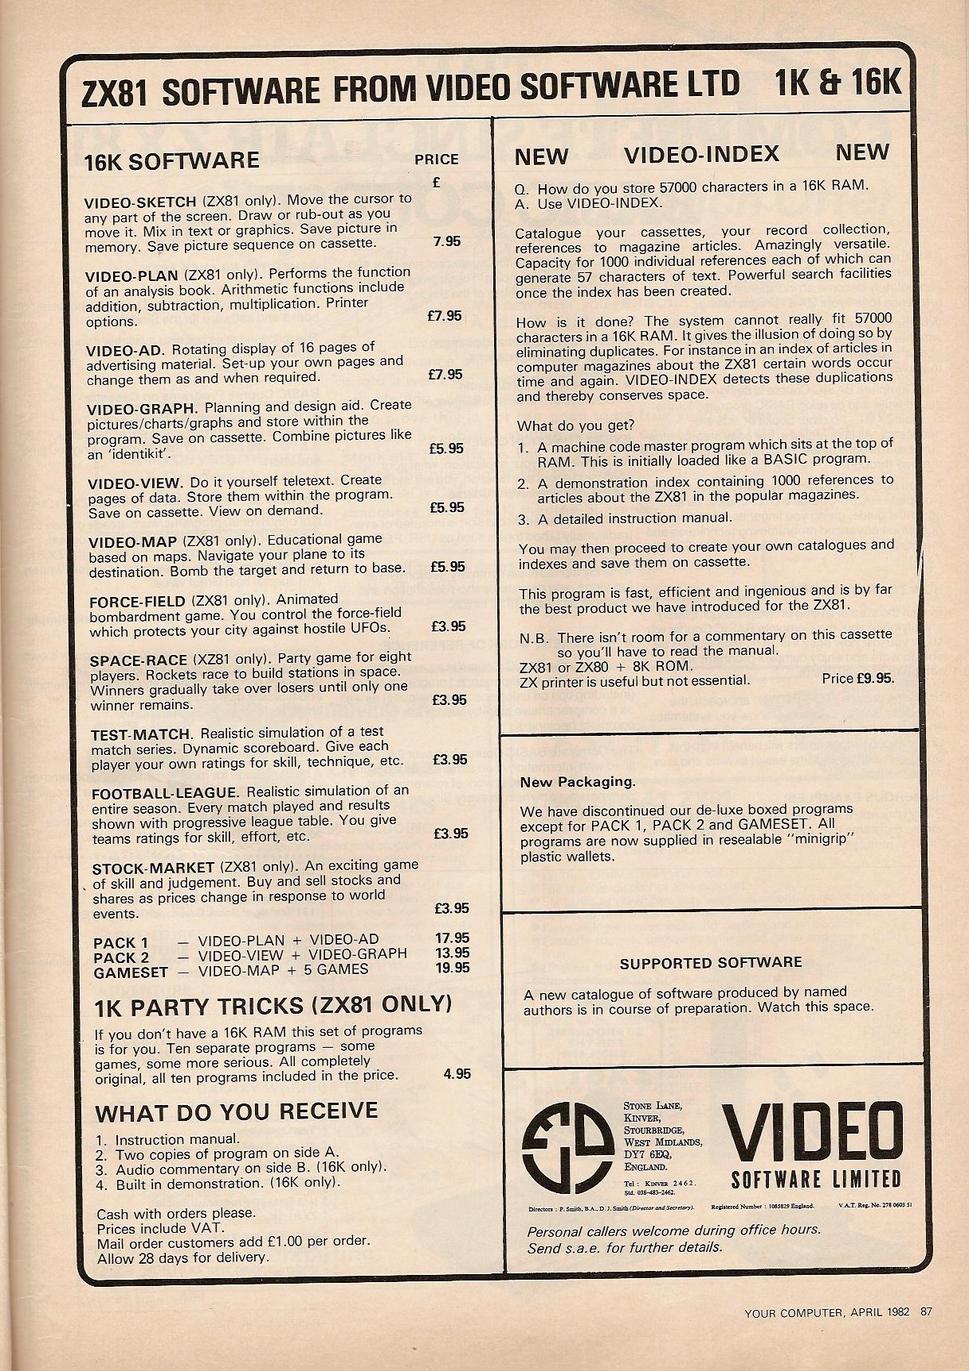 ZX81 SOFTWARE FROM VIDEO SOFTWARE LTD 1K & 16K
16K SOFTWARE PRICE
£
VIDEO-SKETCH (ZX81 only). Move the cursor to
any part of the screen. Draw or rub-out as you
move it. Mix in text or graphics. Save picture in
memory. Save picture sequence on cassette. 7.95
VIDEO-PLAN (ZX81 only). Performs the function
of an analysis book. Arithmetic functions include
addition, subtraction, multiplication. Printer
options. £7.95
VIDEO-AD. Rotating display of 16 pages of
advertising material. Set-up your own pages and
change them as and when required. £7.95
VIDEO-GRAPH. Planning and design aid. Create
pictures/charts/graphs and store within the
program. Save on cassette. Combine pictures like
an 'identikit'. £5.95
VIDEO-VIEW. Do it yourself teletext. Create
pages of data. Store them within the program.
Save on cassette. View on demand. £5.95
VIDEO-MAP (ZX81 only). Educational game
based on maps. Navigate your plane to its
destination. Bomb the target and return to base. £5.95
FORCE-FIELD (ZX81 only). Animated
bombardment game. You control the force-field
which protects your city against hostile UFOs. £3.95
SPACE-RACE (XZ81 only). Party game for eight
players. Rockets race to build stations in space.
Winners gradually take over losers until only one
winner remains. £3.95
TEST-MATCH. Realistic simulation of a test
match series. Dynamic scoreboard. Give each
player your own ratings for skill, technique, etc. £3.95
FOOTBALL-LEAGUE. Realistic simulation of an
entire season. Every match played and results
shown with progressive league table. You give
teams ratings for skill, effort, etc. £3.95
STOCK-MARKET (ZX81 only). An exciting game
of skill and judgement. Buy and sell stocks and
shares as prices change in response to world
events. £3.95
PACK 1 — VIDEO-PLAN + VIDEO-AD 17.95
PACK 2 — VIDEO-VIEW + VIDEO-GRAPH 13.95
GAMESET — VIDEO-MAP + 5 GAMES 19.95
1K PARTY TRICKS (ZX81 ONLY)
If you don't have a 16K RAM this set of programs
is for you. Ten separate programs — some
games, some more serious. All completely
original, all ten programs included in the price. 4.95
WHAT DO YOU RECEIVE
1. Instruction manual.
2. Two copies of program on side A.
3. Audio commentary on side B. (16K only).
4. Built in demonstration. (16K only).
Cash with orders please.
Prices include VAT.
Mail order customers add £1.00 per order.
Allow 28 days for delivery.
NEW VIDEO-INDEX NEW
Q. How do you store 57000 characters in a 16K RAM.
A. Use VIDEO-INDEX.
Catalogue your cassettes, your record collection,
references to magazine articles. Amazingly versatile.
Capacity for 1000 individual references each of which can
generate 57 characters of text. Powerful search facilities
once the index has been created.
How is it done? The system cannot really fit 57000
characters in a 16K RAM. It gives the illusion of doing so by
eliminating duplicates. For instance in an index of articles in
computer magazines about the ZX81 certain words occur
time and again. VIDEO-INDEX detects these duplications
and thereby conserves space.
What do you get?
1. A machine code master program which sits at the top of
RAM. This is initially loaded like a BASIC program.
2. A demonstration index containing 1000 references to
articles about the ZX81 in the popular magazines.
3. A detailed instruction manual.
You may then proceed to create your own catalogues and
indexes and save them on cassette.
This program is fast, efficient and ingenious and is by far
the best product we have introduced for the ZX81.
N.B. There isn't room for a commentary on this cassette
so you'll have to read the manual.
ZX81 or ZX80 + 8K ROM.
ZX printer is useful but not essential. Price £9.95.
New Packaging.
We have discontinued our de-luxe boxed programs
except for PACK 1, PACK 2 and GAMESET. All
programs are now supplied in resealable "minigrip"
plastic wallets.
SUPPORTED SOFTWARE
A new catalogue of software produced by named
authors is in course of preparation. Watch this space.
STONE LANE,
KINVER,
STOURBRIDGE,
WEST MIDLANDS,
DY7 6EQ,
ENGLAND.
Tel: KINVER 2462.
Std. 038-483-2462.
VIDEO
SOFTWARE LIMITED
Directors : P. Smith, B.A., D. J. Smith (Director and Secretary). Registered Number : 1085829 England. V.A.T. Reg. No. 278 0603 51
Personal callers welcome during office hours.
Send s.a.e. for further details.
YOUR COMPUTER, APRIL 1982 87